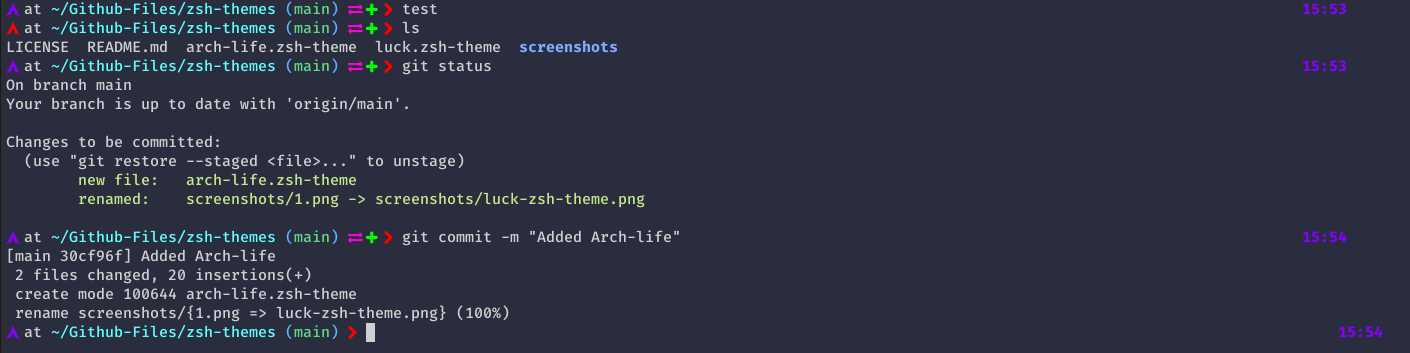 at ~/Github-Files/zsh-themes (main) ⇄✚ ❯ test 15:53
at ~/Github-Files/zsh-themes (main) ⇄✚ ❯ ls
LICENSE  README.md  arch-life.zsh-theme  luck.zsh-theme  screenshots
at ~/Github-Files/zsh-themes (main) ⇄✚ ❯ git status 15:53
On branch main
Your branch is up to date with 'origin/main'.
Changes to be committed:
  (use "git restore --staged <file>..." to unstage)
        new file:   arch-life.zsh-theme
        renamed:    screenshots/1.png -> screenshots/luck-zsh-theme.png
at ~/Github-Files/zsh-themes (main) ⇄✚ ❯ git commit -m "Added Arch-life" 15:54
[main 30cf96f] Added Arch-life
 2 files changed, 20 insertions(+)
 create mode 100644 arch-life.zsh-theme
 rename screenshots/{1.png => luck-zsh-theme.png} (100%)
at ~/Github-Files/zsh-themes (main) ❯ 15:54